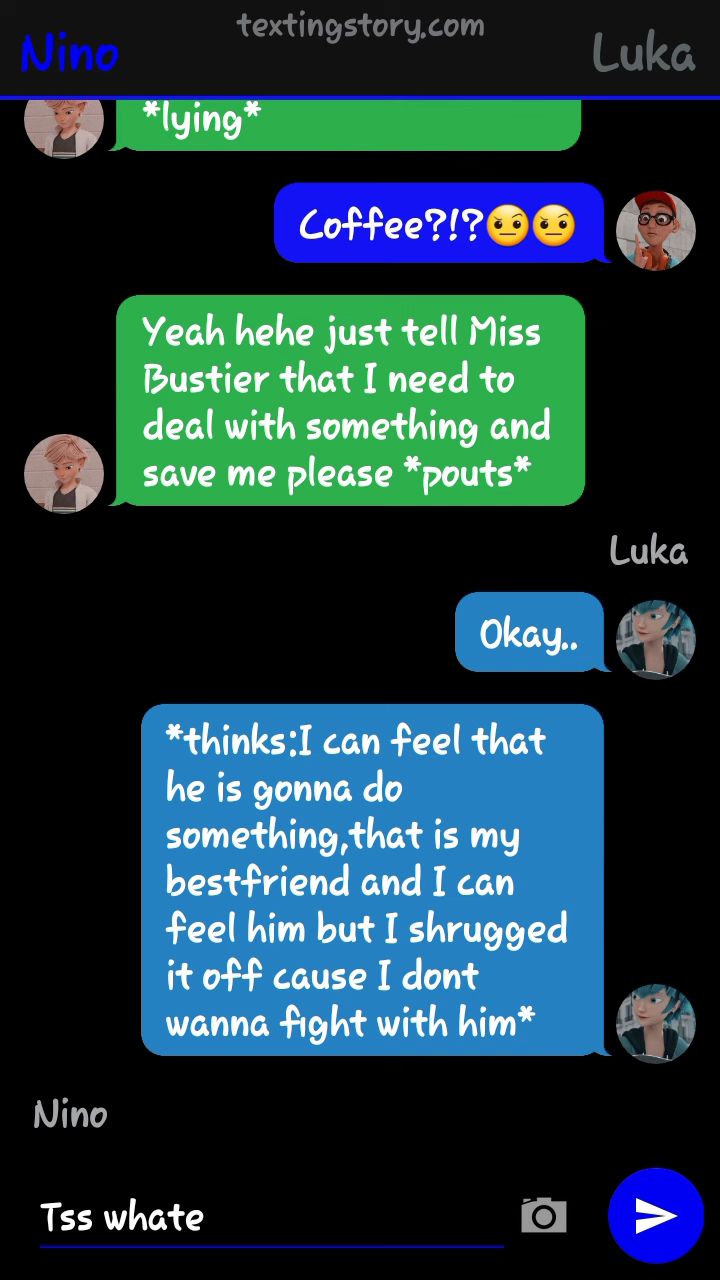 textingstory.com
Nino
Luka
*lying*
Coffee?!?🤨🤨
Yeah hehe just tell Miss
Bustier that I need to
deal with something and
save me please *pouts*
Luka
Okay..
*thinks:I can feel that
he is gonna do
something,that is my
bestfriend and I can
feel him but I shrugged
it off cause I dont
wanna fight with him*
Nino
Tss whate